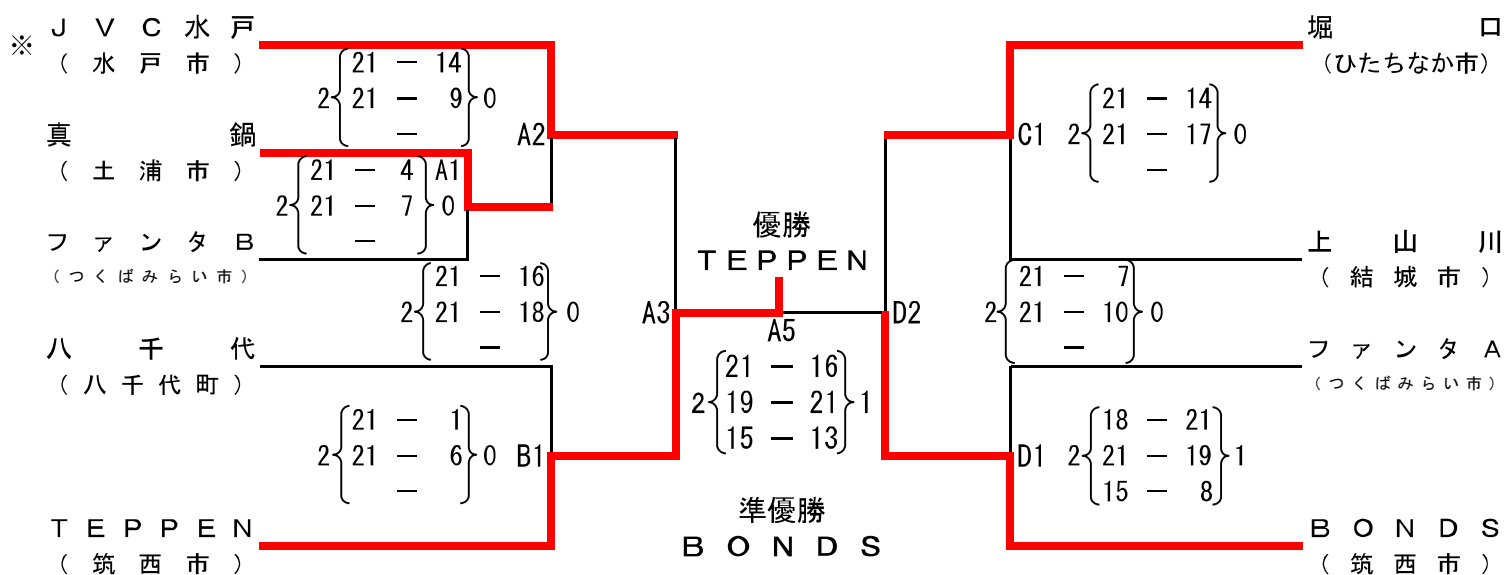 ※
ＪＶＣ水戸
（水戸市）
2 21 － 14 0
21 － 9
－
A2
真鍋
（土浦市）
2 21 － 4 0
21 － 7
－
A1
ファンタＢ
（つくばみらい市）
2 21 － 16 0
21 － 18
－
A3
八千代
（八千代町）
2 21 － 1 0
21 － 6
－
B1
ＴＥＰＰＥＮ
（筑西市）
優勝
ＴＥＰＰＥＮ
A5
2 21 － 16 1
19 － 21
15 － 13
準優勝
ＢＯＮＤＳ
堀口
（ひたちなか市）
C1
2 21 － 14 0
21 － 17
－
上山川
（結城市）
D2
2 21 － 7 0
21 － 10
－
ファンタＡ
（つくばみらい市）
D1
2 18 － 21 1
21 － 19
15 － 8
ＢＯＮＤＳ
（筑西市）